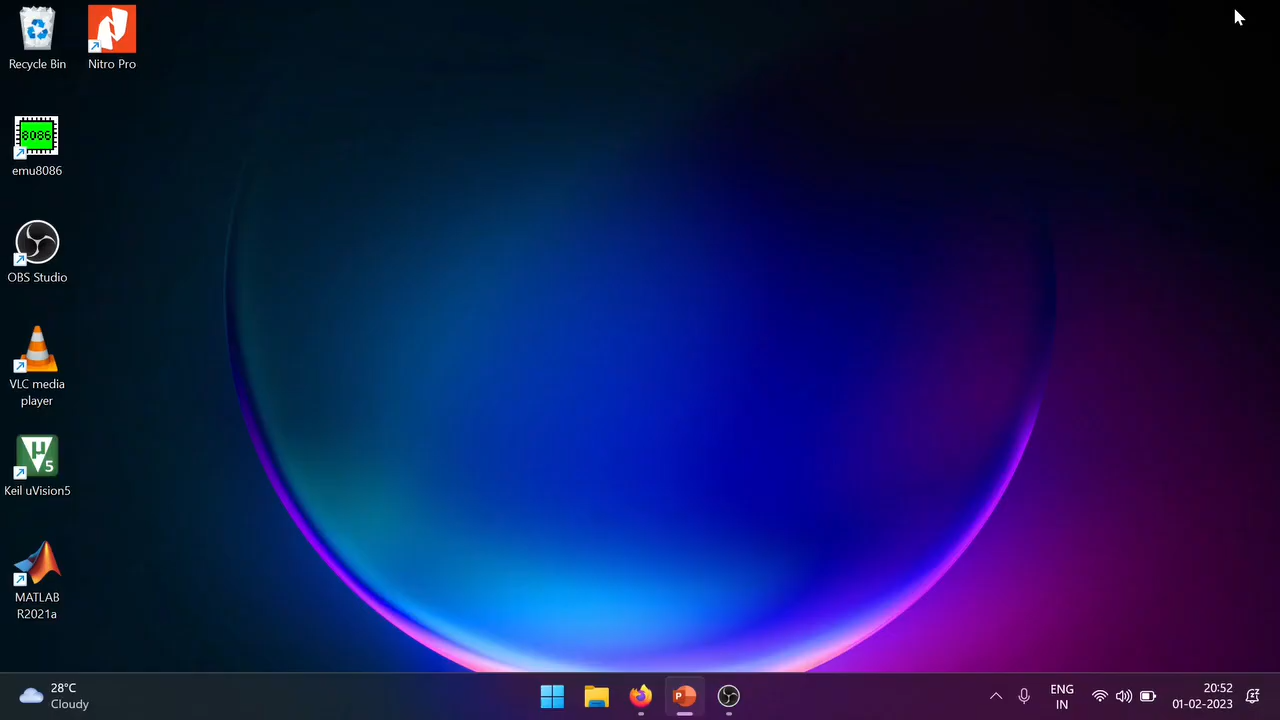 Recycle Bin
Nitro Pro
8086
emu8086
OBS Studio
VLC media
player
µ
V5
Keil uVision5
MATLAB
R2021a
28°C
Cloudy
P
ENG
IN
20:52
01-02-2023